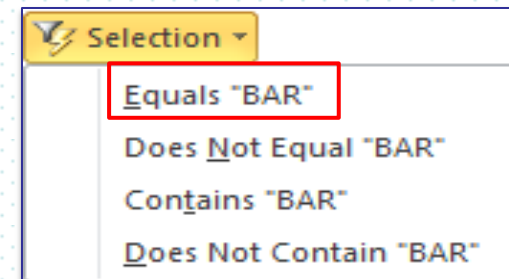 Selection
Equals "BAR"
Does Not Equal "BAR"
Contains "BAR"
Does Not Contain "BAR"